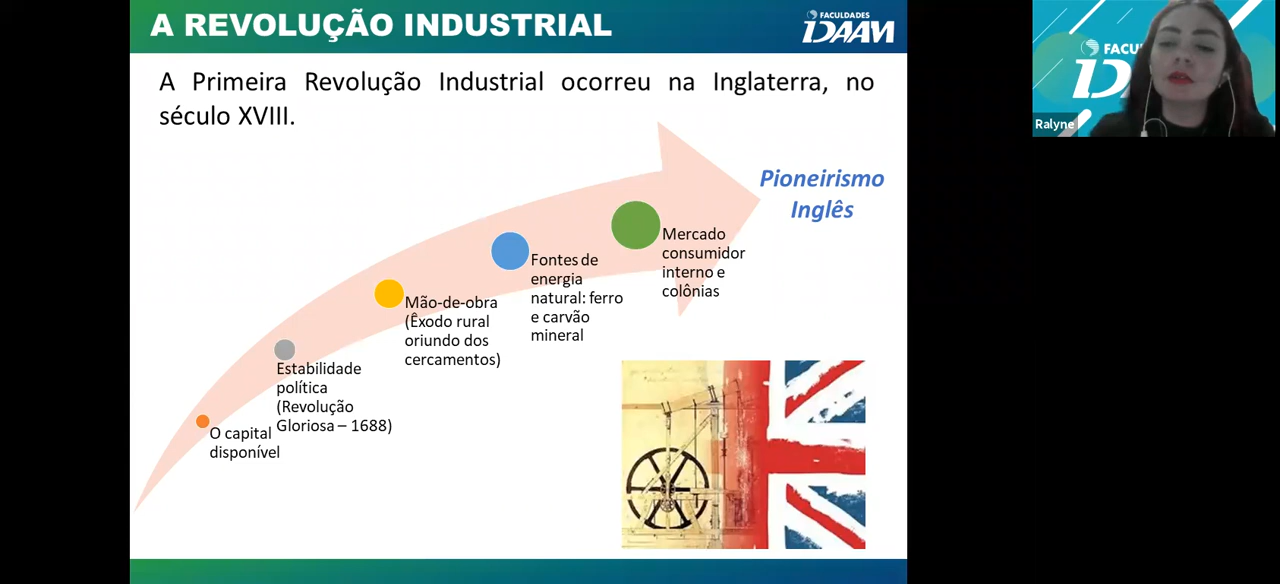 A REVOLUÇÃO INDUSTRIAL
FACULDADES
IDAAM
A Primeira Revolução Industrial ocorreu na Inglaterra, no
século XVIII.
Pioneirismo
Inglês
Mercado
consumidor
interno e
colônias
Fontes de
energia
natural: ferro
e carvão
mineral
Mão-de-obra
(Êxodo rural
oriundo dos
cercamentos)
Estabilidade
política
(Revolução
Gloriosa – 1688)
O capital
disponível
FACU
Ralyne